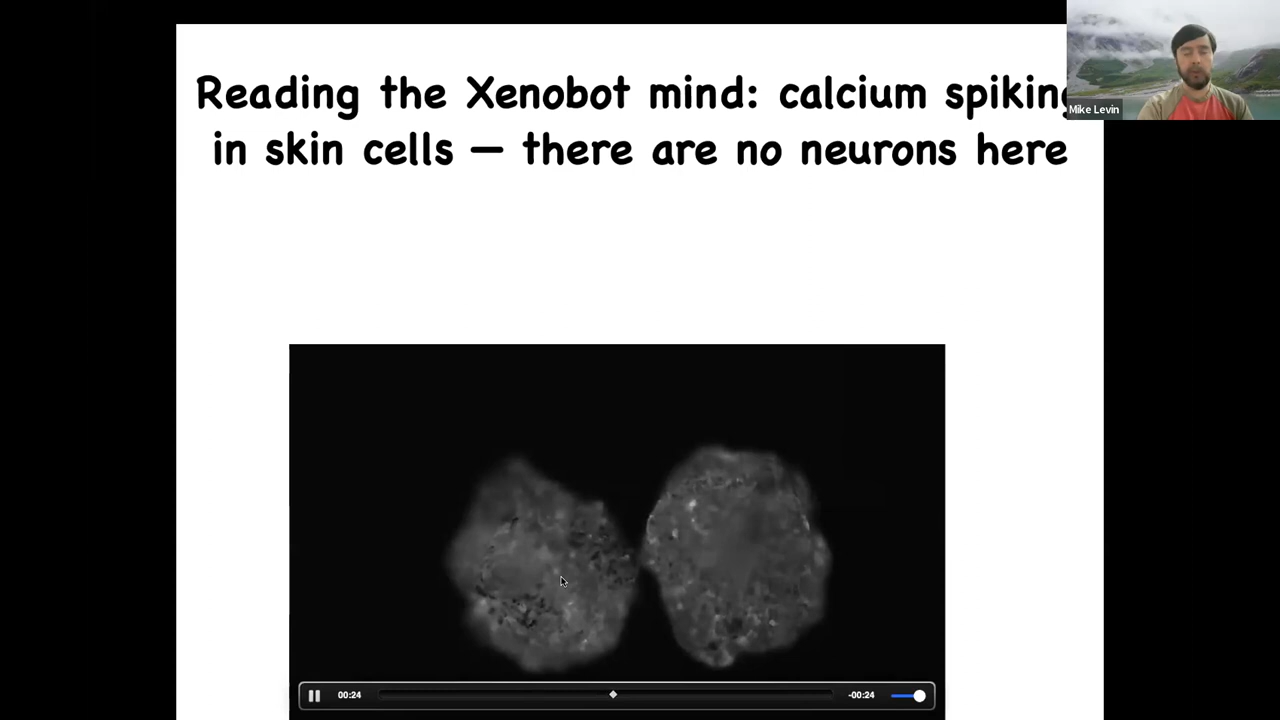 Reading the Xenobot mind: calcium spiking
in skin cells — there are no neurons here
Mike Levin
00:24
-00:24